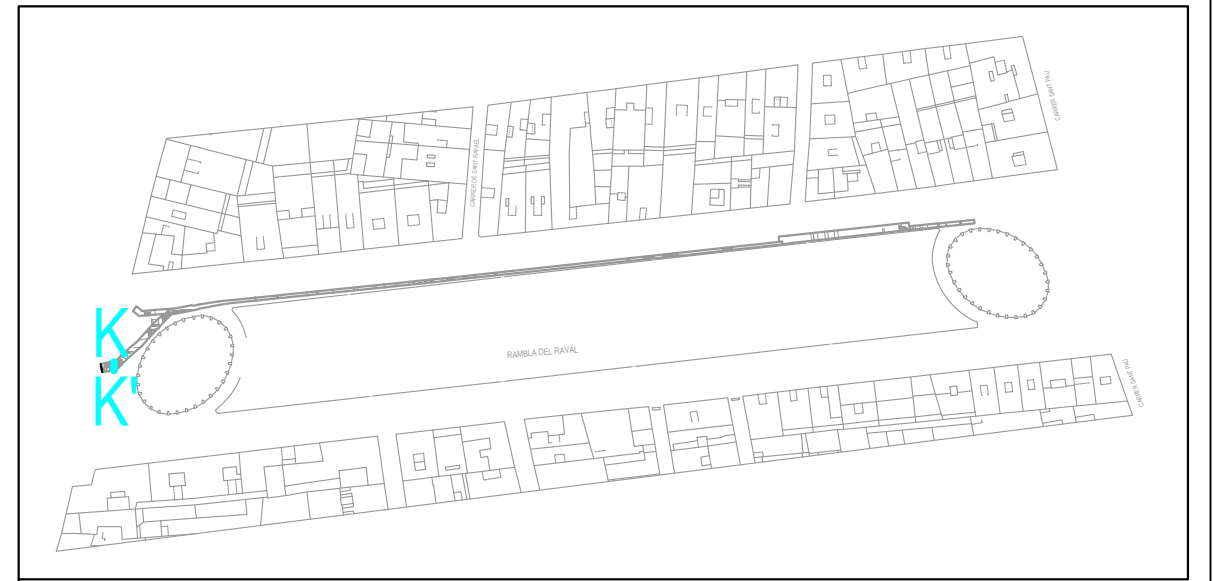 CARRER SANT PAU
CARRER DE SANT RAFAEL
K
K'
RAMBLA DEL RAVAL
CARRER SANT PAU